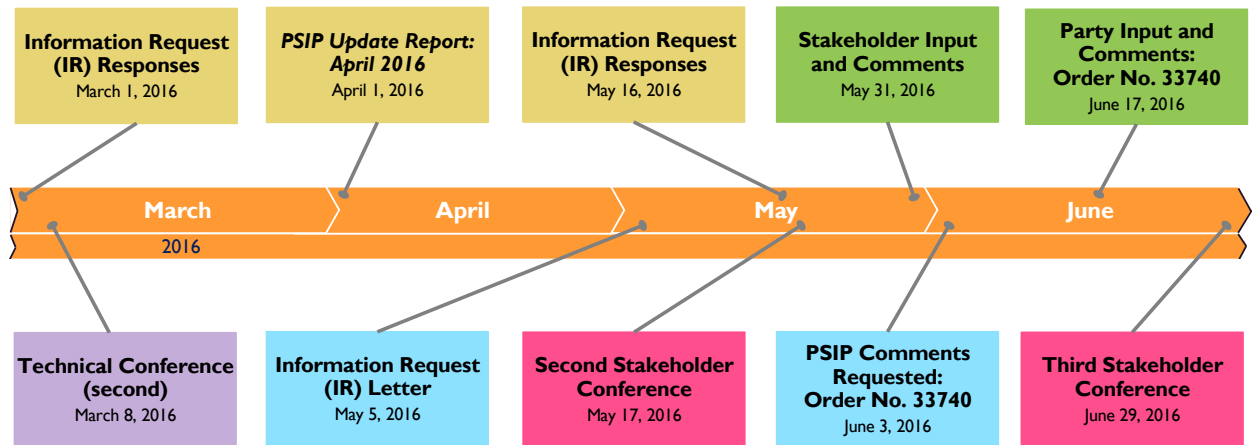 Information Request
(IR) Responses
March 1, 2016
PSIP Update Report:
April 2016
April 1, 2016
Information Request
(IR) Responses
May 16, 2016
Stakeholder Input
and Comments
May 31, 2016
Party Input and
Comments:
Order No. 33740
June 17, 2016
March
April
May
June
2016
Technical Conference
(second)
March 8, 2016
Information Request
(IR) Letter
May 5, 2016
Second Stakeholder
Conference
May 17, 2016
PSIP Comments
Requested:
Order No. 33740
June 3, 2016
Third Stakeholder
Conference
June 29, 2016